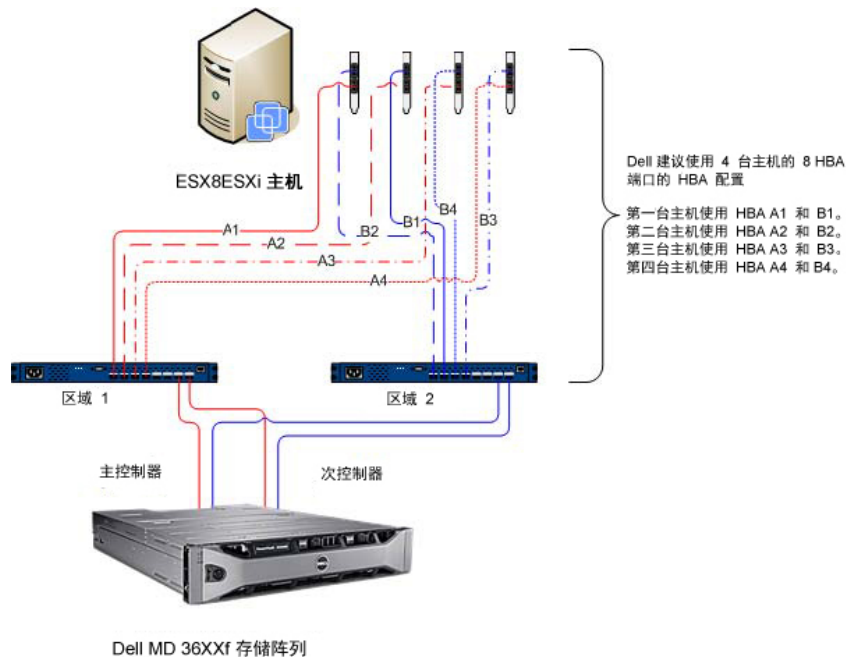 ESX8ESXi 主机
A1
A2
A3
A4
B2
B1
B4
B3
Dell 建议使用 4 台主机的 8 HBA
端口的 HBA 配置
第一台主机使用 HBA A1 和 B1。
第二台主机使用 HBA A2 和 B2。
第三台主机使用 HBA A3 和 B3。
第四台主机使用 HBA A4 和 B4。
区域 1
区域 2
主控制器
次控制器
Dell MD 36XXf 存储阵列